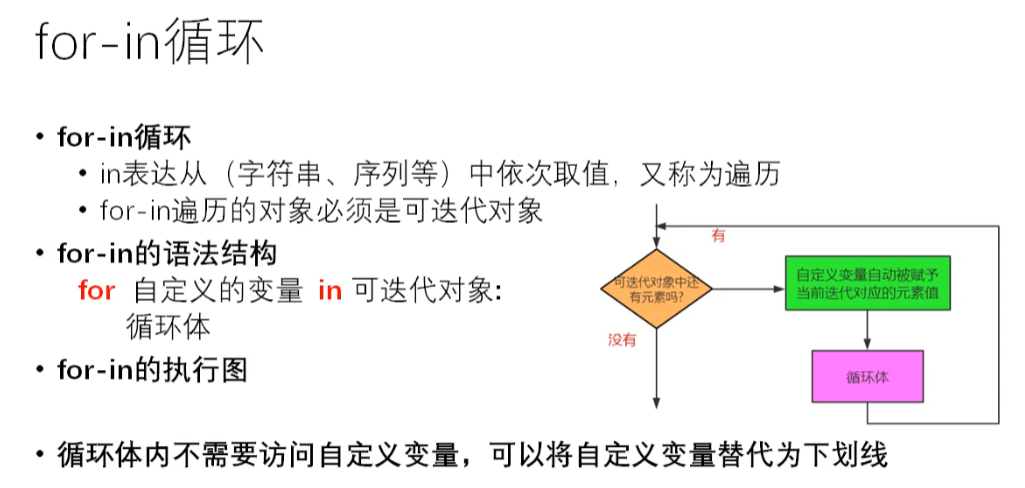 for-in循环
• for-in循环
• in表达从（字符串、序列等）中依次取值，又称为遍历
• for-in遍历的对象必须是可迭代对象
• for-in的语法结构
for 自定义的变量 in 可迭代对象:
循环体
• for-in的执行图
有
可迭代对象中还
有元素吗?
自定义变量自动被赋予
当前迭代对应的元素值
没有
循环体
• 循环体内不需要访问自定义变量，可以将自定义变量替代为下划线